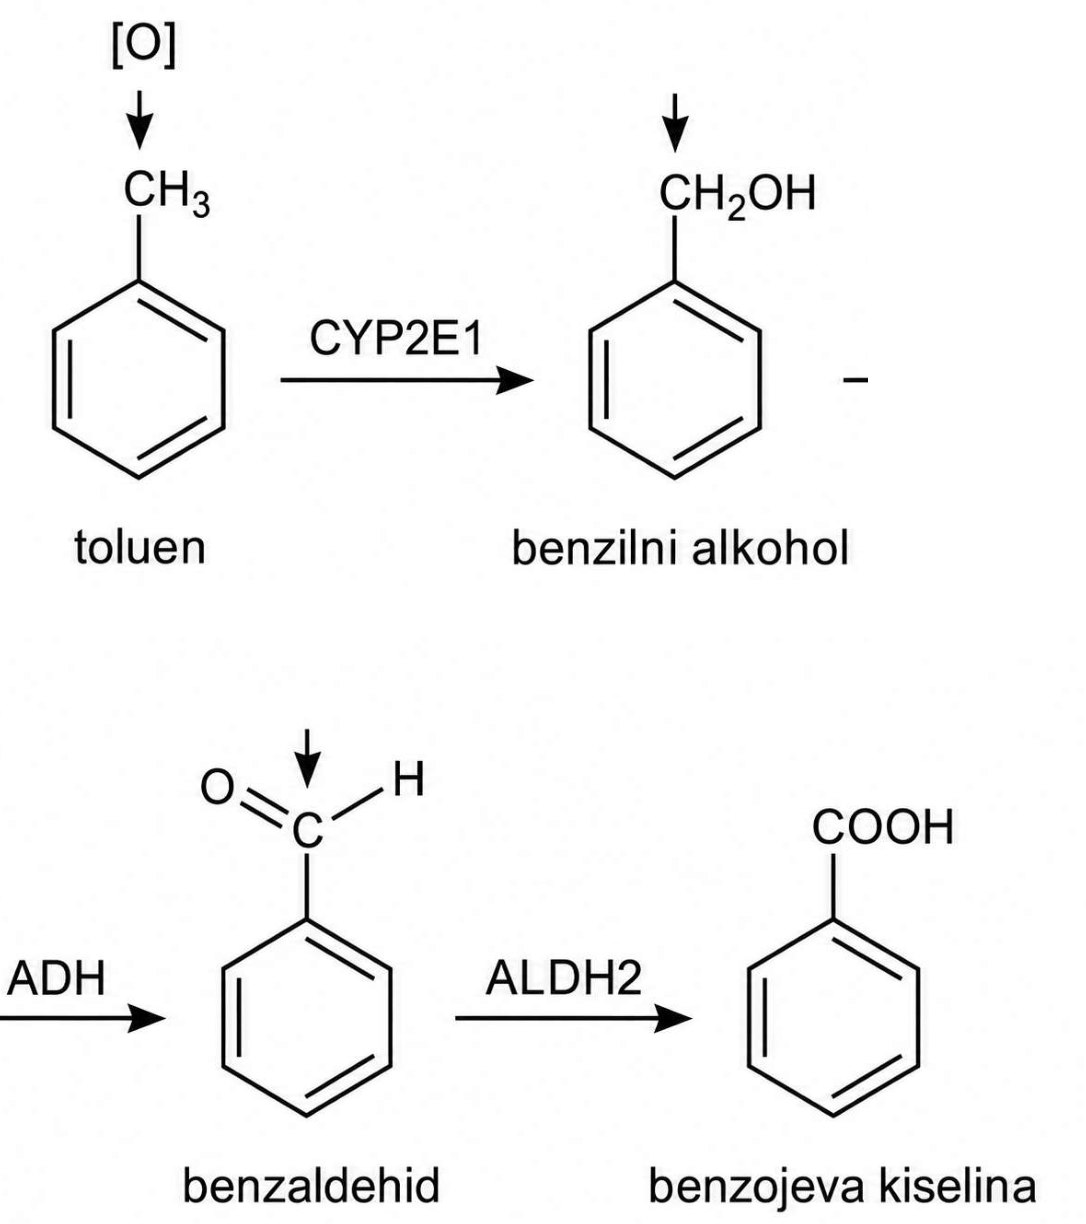 [O]
CH₃
CH₂OH
CYP2E1
toluen
benzilni alkohol
O
H
C
COOH
ADH
ALDH2
benzaldehid
benzojeva kiselina